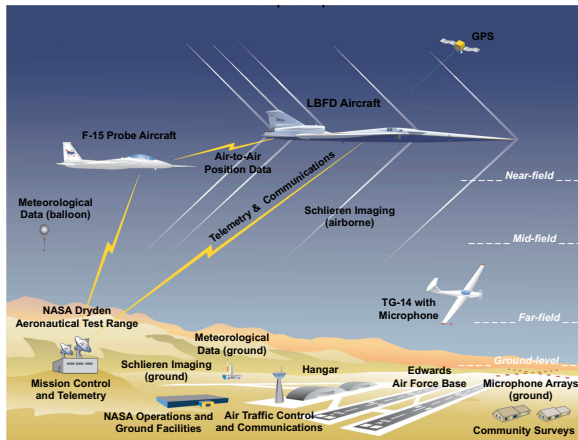 GPS
LBFD Aircraft
F-15 Probe Aircraft
Air-to-Air
Position Data
Near-field
Meteorological
Data (balloon)
Telemetry & Communications
Schlieren Imaging
(airborne)
Mid-field
TG-14 with
Microphone
NASA Dryden
Aeronautical Test Range
Far-field
Meteorological
Data (ground)
Ground-level
Schlieren Imaging
(ground)
Hangar
Edwards
Air Force Base
Mission Control
and Telemetry
Microphone Arrays
(ground)
NASA Operations and
Ground Facilities
Air Traffic Control
and Communications
Community Surveys